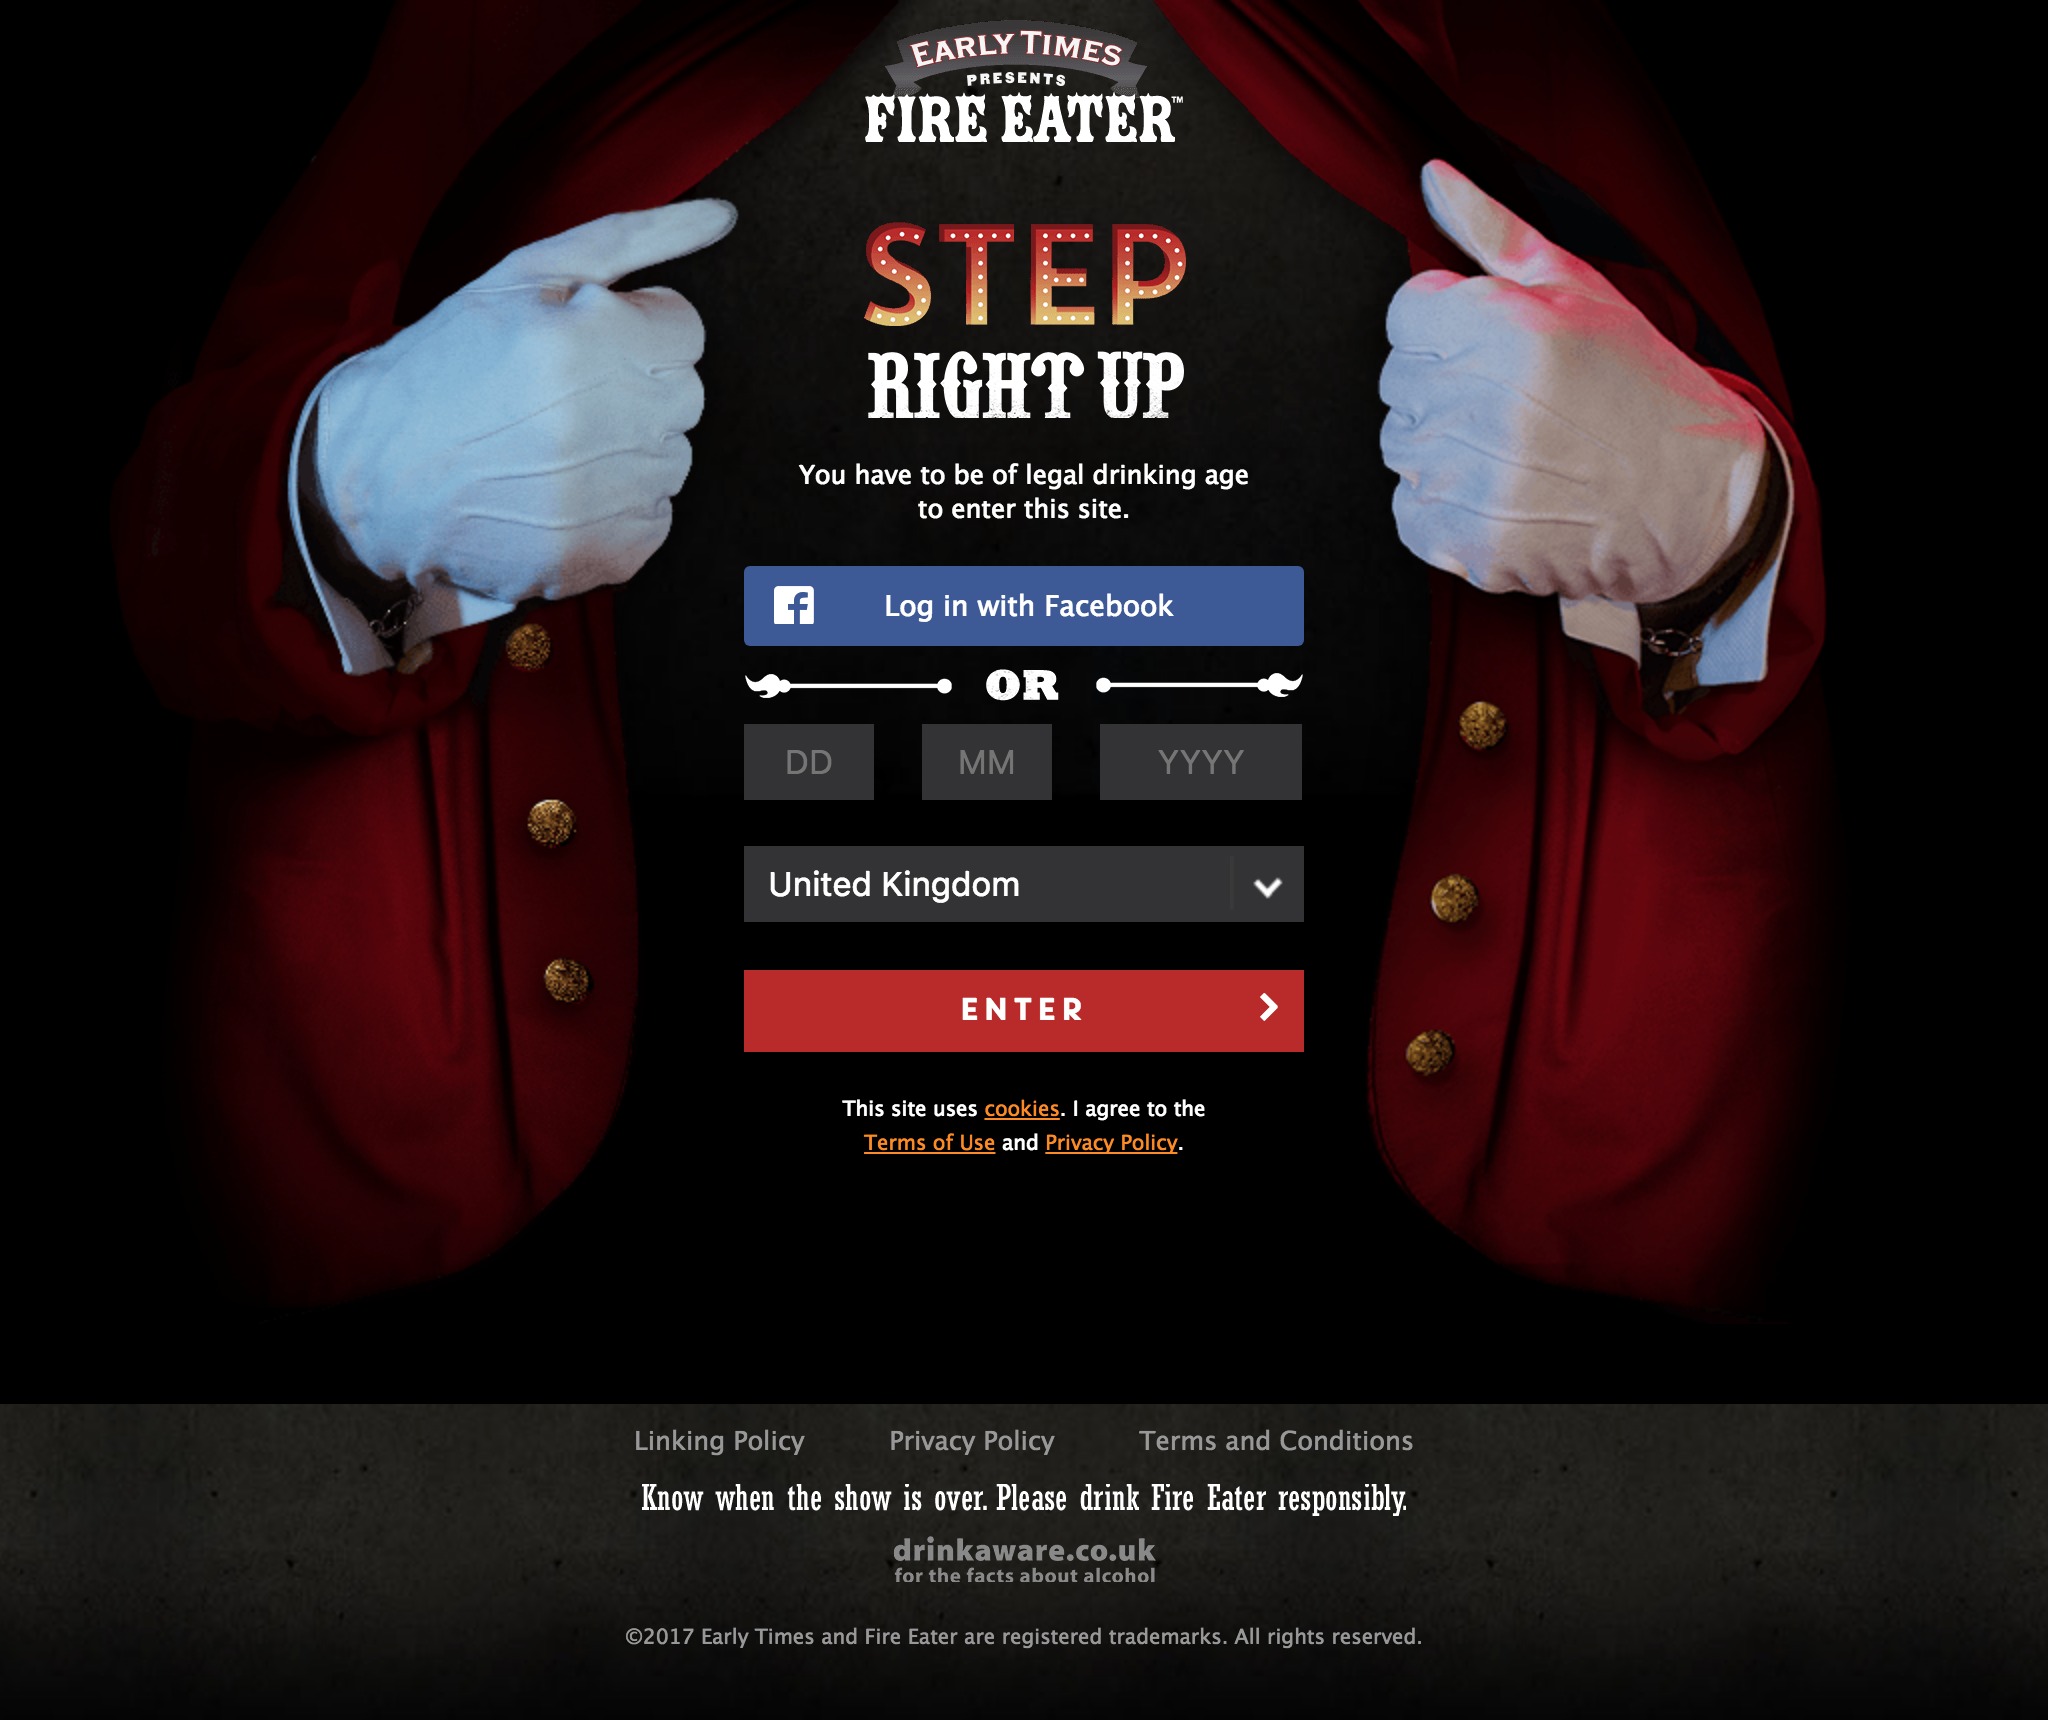 EARLY TIMES
PRESENTS
FIRE EATER™
STEP
RIGHT UP
You have to be of legal drinking age
to enter this site.
Log in with Facebook
OR
DD MM YYYY
United Kingdom
ENTER
This site uses cookies. I agree to the
Terms of Use and Privacy Policy.
Linking Policy Privacy Policy Terms and Conditions
Know when the show is over. Please drink Fire Eater responsibly.
drinkaware.co.uk
for the facts about alcohol
©2017 Early Times and Fire Eater are registered trademarks. All rights reserved.